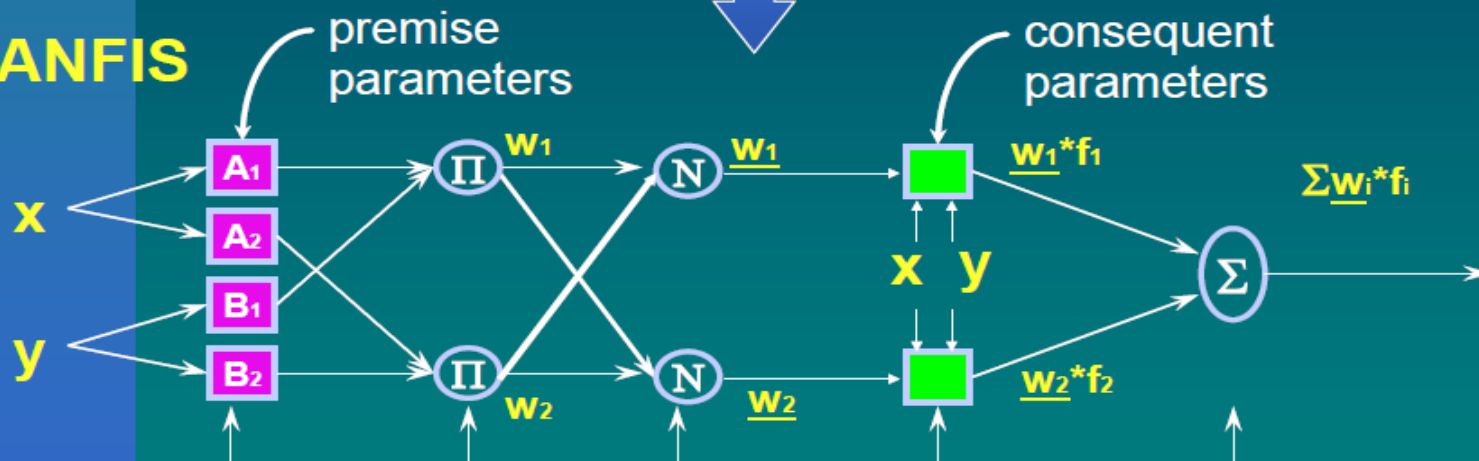 premise
parameters
consequent
parameters
ANFIS
A1
Π
w1
N
w1
w1*f1
Σwi*fi
x
A2
x y
Σ
B1
y
B2
Π
w2
N
w2
w2*f2